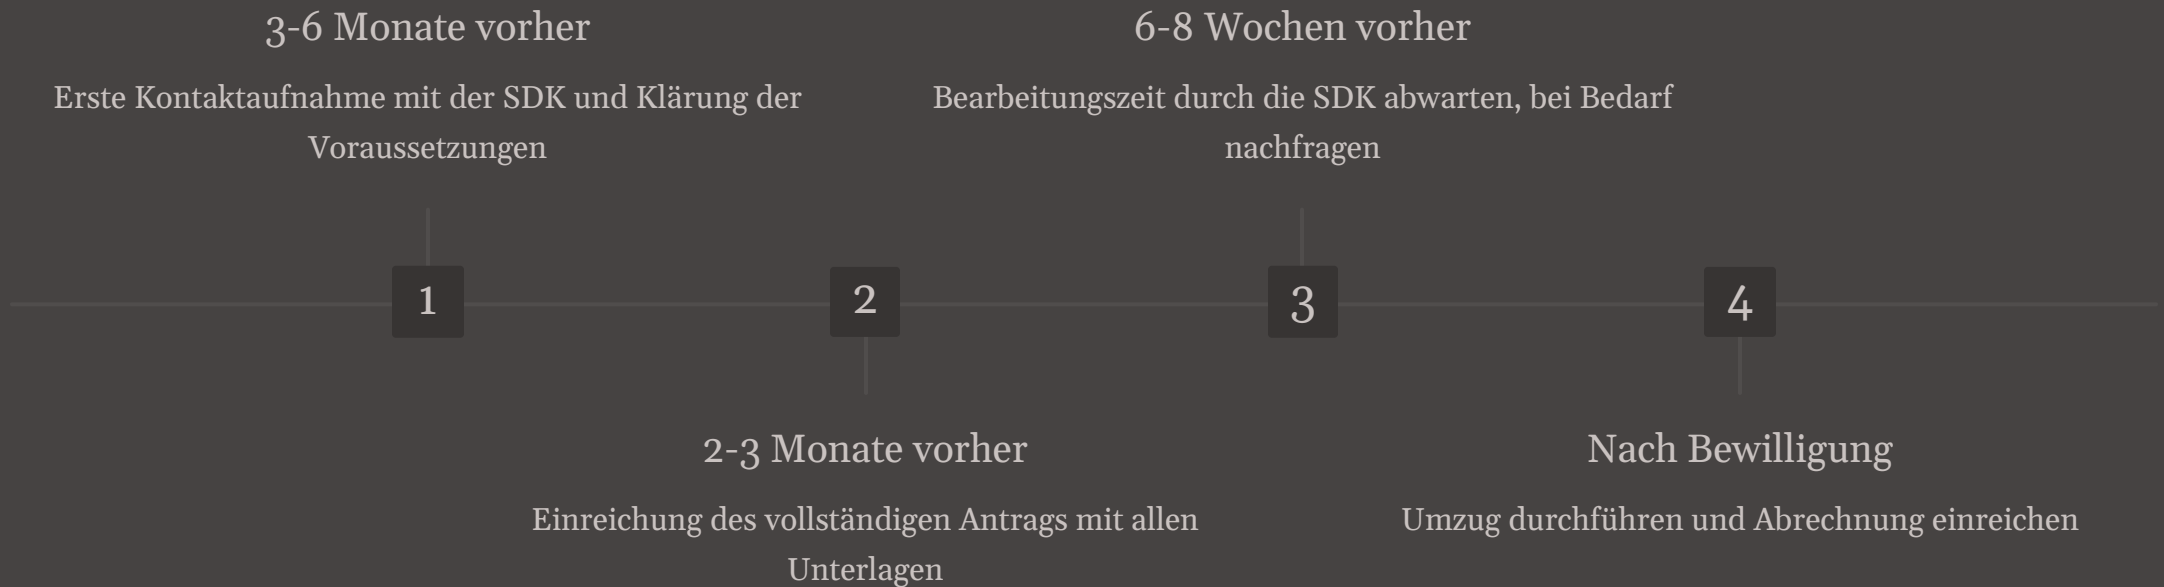 3-6 Monate vorher
Erste Kontaktaufnahme mit der SDK und Klärung der
Voraussetzungen
6-8 Wochen vorher
Bearbeitungszeit durch die SDK abwarten, bei Bedarf
nachfragen
1
2
3
4
2-3 Monate vorher
Einreichung des vollständigen Antrags mit allen
Unterlagen
Nach Bewilligung
Umzug durchführen und Abrechnung einreichen